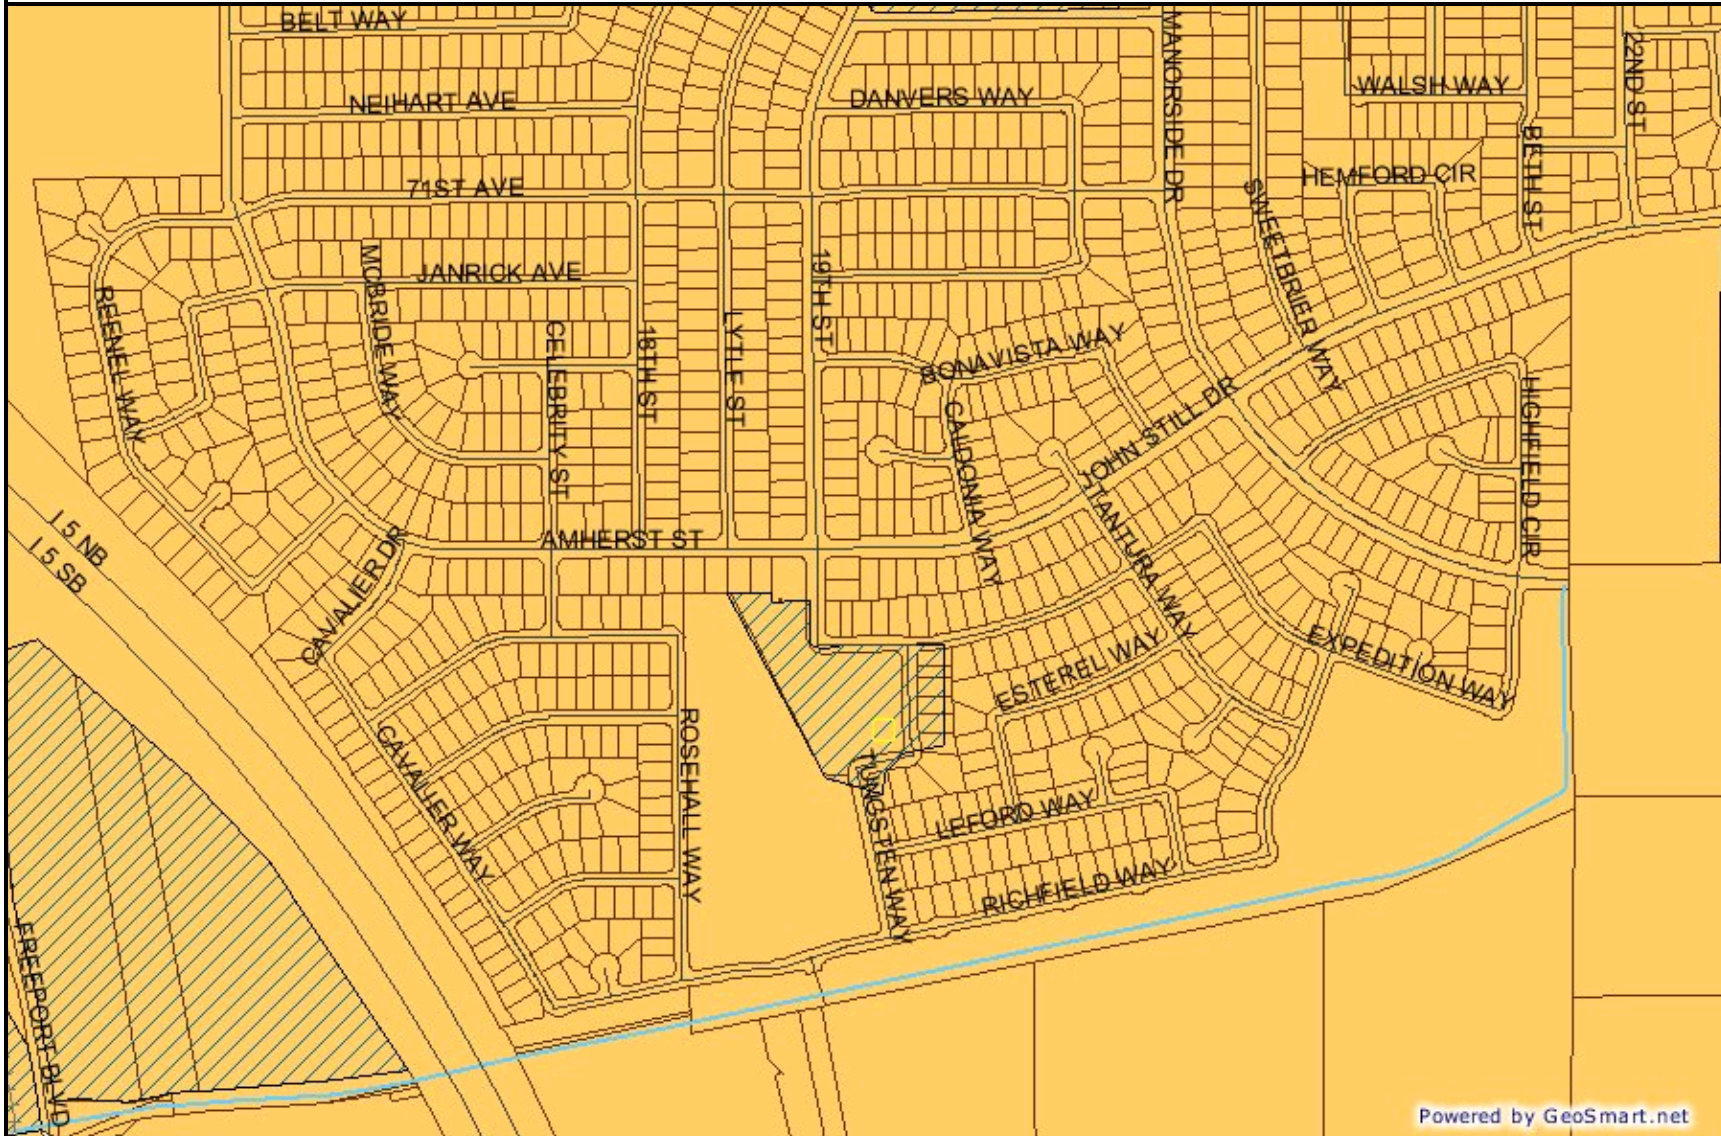 BELT WAY
NEIHART AVE
DANVERS WAY
MANORSIDE DR
WALSH WAY
22ND ST
BETH ST
71ST AVE
HEMFORD CIR
SWEETBRIER WAY
MCBRIDE WAY
JANRICK AVE
19TH ST
REENEL WAY
CELEBRITY ST
18TH ST
LYTLE ST
BONAVISTA WAY
CALDONIA WAY
JOHN STILL DR
HIGHFIELD CIR
STANTURA WAY
I 5 NB
I 5 SB
CAVALIER DR
AMHERST ST
EXPEDITION WAY
ESTEREL WAY
CAVALIER WAY
ROSEHALL WAY
TUNGSTEN WAY
LEFORD WAY
RICHFIELD WAY
FREEPORT BLVD
Powered by GeoSmart.net